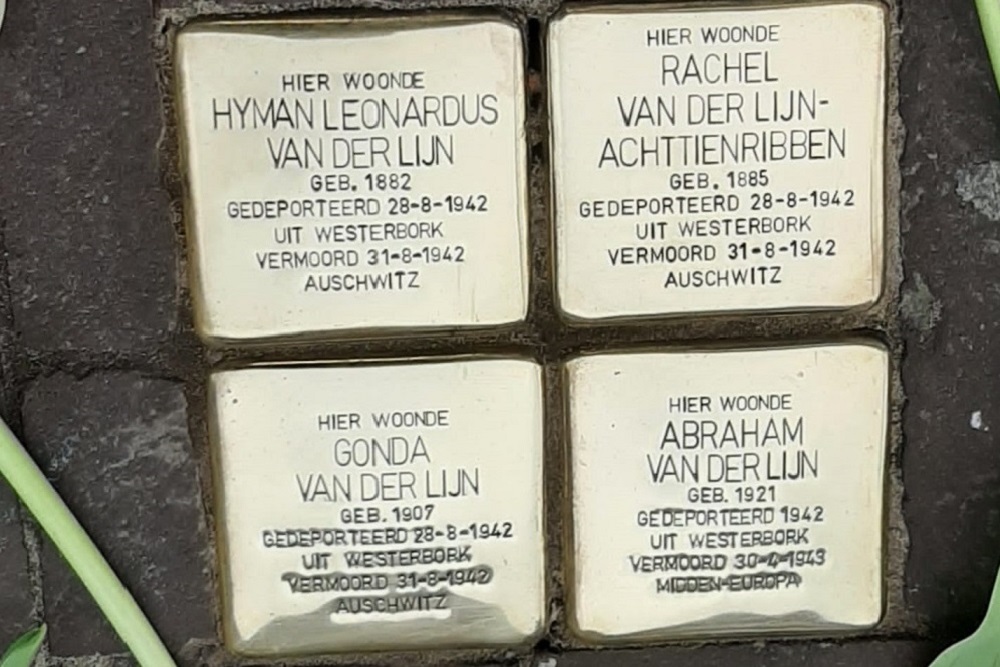 HIER WOONDE
HYMAN LEONARDUS
VAN DER LIJN
GEB. 1882
GEDEPORTEERD 28-8-1942
UIT WESTERBORK
VERMOORD 31-8-1942
AUSCHWITZ
HIER WOONDE
RACHEL
VAN DER LIJN-
ACHTTIENRIBBEN
GEB. 1885
GEDEPORTEERD 28-8-1942
UIT WESTERBORK
VERMOORD 31-8-1942
AUSCHWITZ
HIER WOONDE
GONDA
VAN DER LIJN
GEB. 1907
GEDEPORTEERD 28-8-1942
UIT WESTERBORK
VERMOORD 31-8-1942
AUSCHWITZ
HIER WOONDE
ABRAHAM
VAN DER LIJN
GEB. 1921
GEDEPORTEERD 1942
UIT WESTERBORK
VERMOORD 30-4-1943
MIDDEN-EUROPA